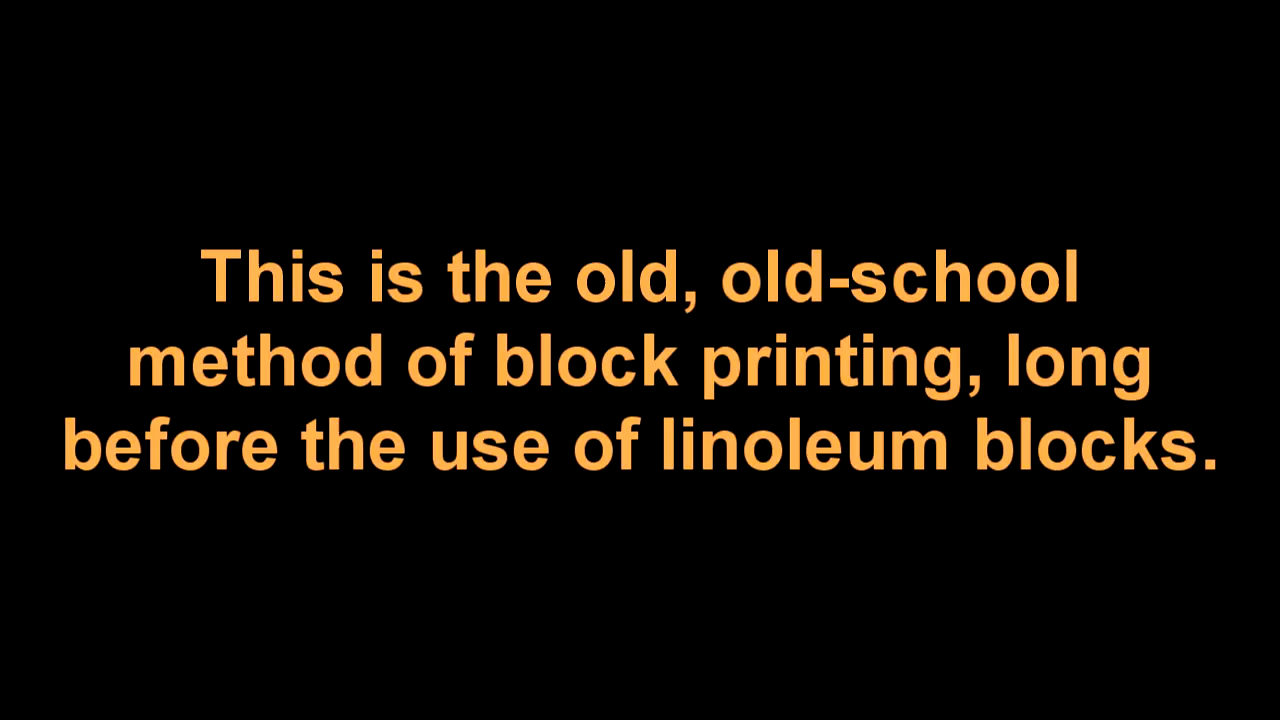 This is the old, old-school
method of block printing, long
before the use of linoleum blocks.